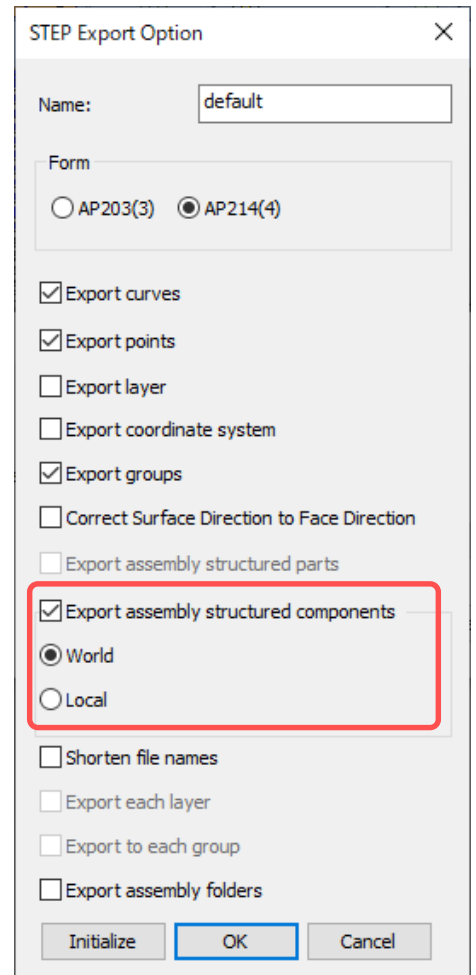 STEP Export Option
Name: default
Form
AP203(3) AP214(4)
Export curves
Export points
Export layer
Export coordinate system
Export groups
Correct Surface Direction to Face Direction
Export assembly structured parts
Export assembly structured components
World
Local
Shorten file names
Export each layer
Export to each group
Export assembly folders
Initialize OK Cancel